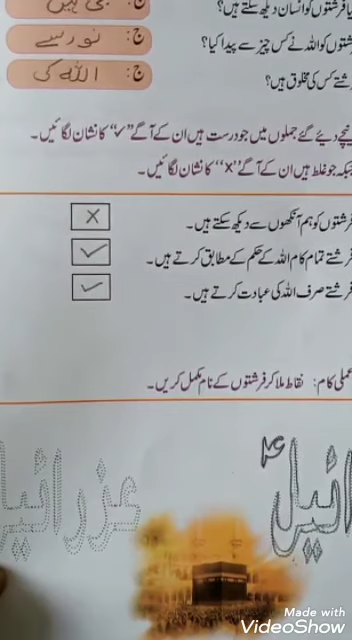 فرشتوں کو انسان دیکھ سکتے ہیں؟
ج: نہیں
فرشتوں کو اللہ نے کس چیز سے پیدا کیا؟
ج: نور سے
فرشتے کس کی مخلوق ہیں؟
ج: اللہ کی
نیچے دئیے گئے جملوں میں جو درست ہیں ان کے آگے "✓" کا نشان لگائیں۔
جبکہ جو غلط ہیں ان کے آگے "×" کا نشان لگائیں۔
فرشتوں کو ہم آنکھوں سے دیکھ سکتے ہیں۔ ×
فرشتے تمام کام اللہ کے حکم کے مطابق کرتے ہیں۔ ✓
فرشتے صرف اللہ کی عبادت کرتے ہیں۔ ✓
عملی کام: نقاط ملا کر فرشتوں کے نام مکمل کریں۔
ائیل ؑ
عزرائیل
Made with
VideoShow